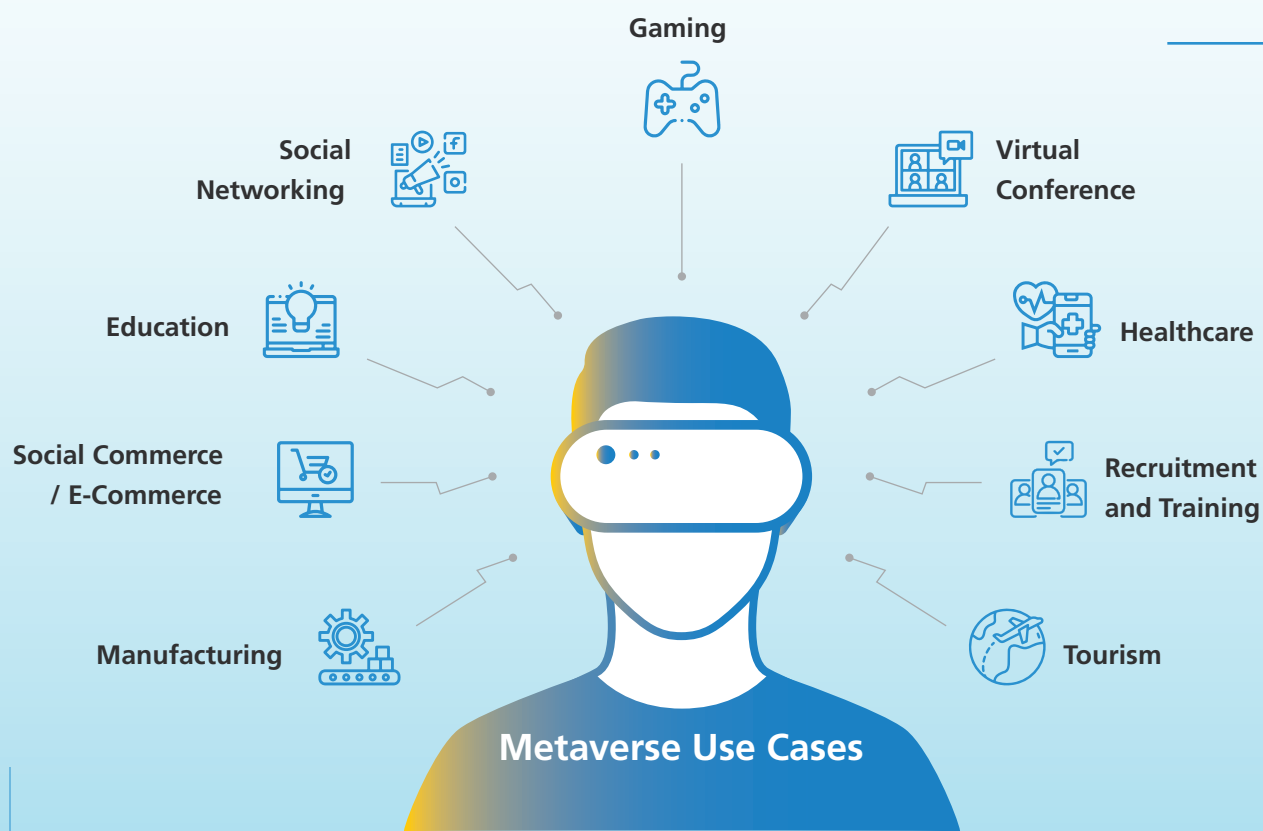 Gaming
Social
Networking
Virtual
Conference
Education
Healthcare
Social Commerce
/ E-Commerce
Recruitment
and Training
Manufacturing
Tourism
Metaverse Use Cases